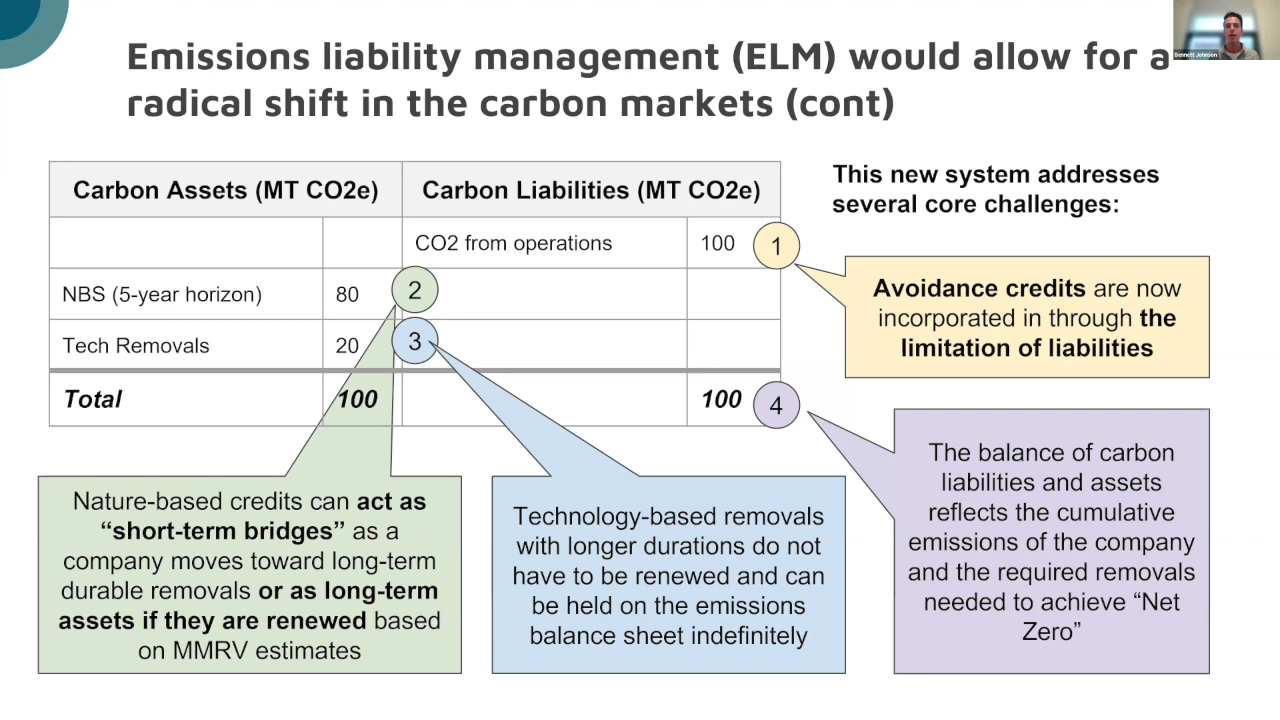 Emissions liability management (ELM) would allow for a
radical shift in the carbon markets (cont)
Bennett Johnson
Carbon Assets (MT CO2e)
Carbon Liabilities (MT CO2e)
CO2 from operations
100
1
NBS (5-year horizon)
80
2
Tech Removals
20
3
Total
100
100
4
This new system addresses
several core challenges:
Avoidance credits are now
incorporated in through the
limitation of liabilities
Nature-based credits can act as
“short-term bridges” as a
company moves toward long-term
durable removals or as long-term
assets if they are renewed based
on MMRV estimates
Technology-based removals
with longer durations do not
have to be renewed and can
be held on the emissions
balance sheet indefinitely
The balance of carbon
liabilities and assets
reflects the cumulative
emissions of the company
and the required removals
needed to achieve “Net
Zero”